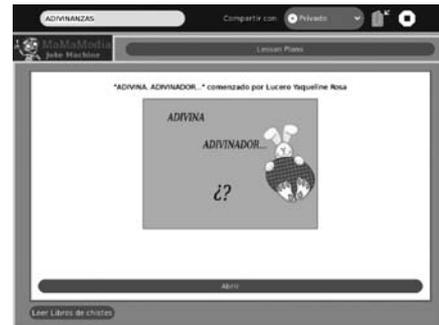 ADIVINANZAS Compartir con: Privado
MaMaMedia
Joke Machine
Lesson Plans
"ADIVINA, ADIVINADOR..." comenzado por Lucero Yaqueline Rosa
ADIVINA
ADIVINADOR...
¿?
Abrir
Leer Libros de chistes